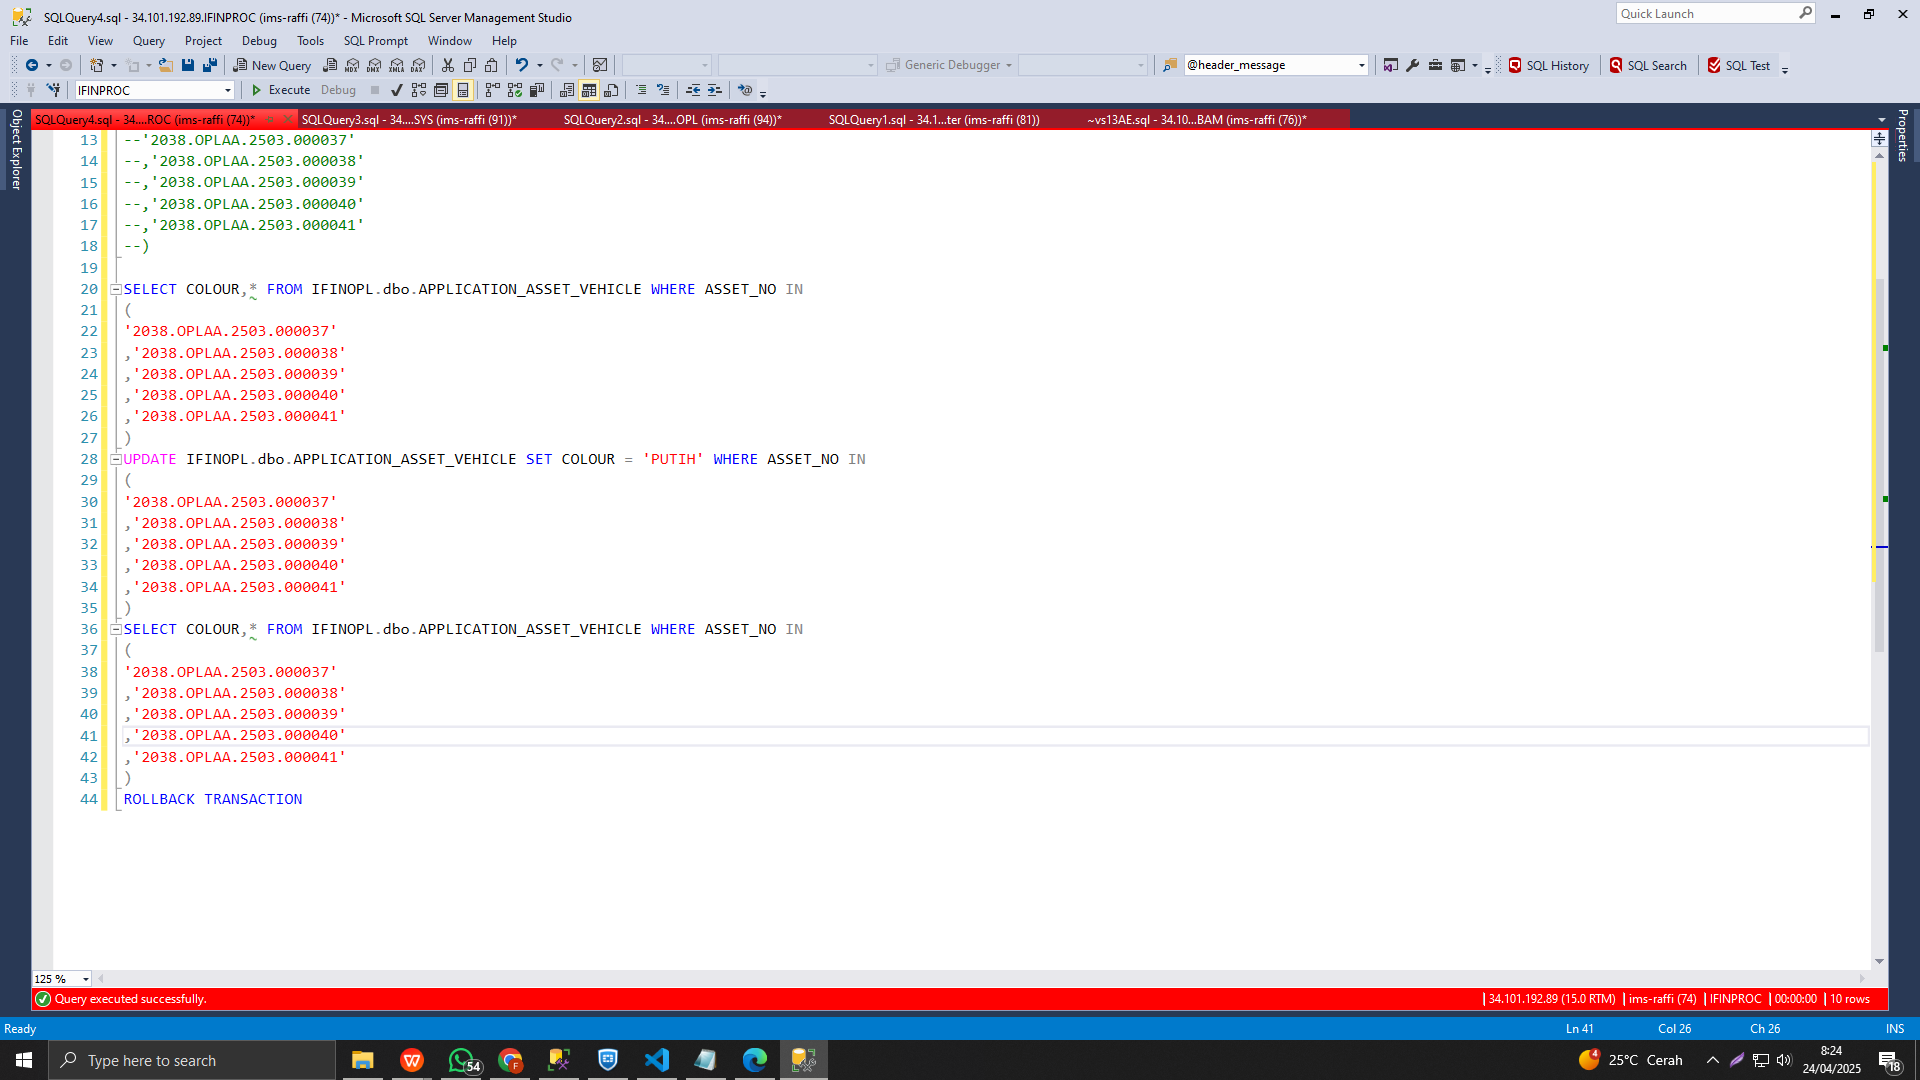 SQLQuery4.sql - 34.101.192.89.IFINPROC (ims-raffi (74))* - Microsoft SQL Server Management Studio
Quick Launch
File Edit View Query Project Debug Tools SQL Prompt Window Help
New Query MDX DMX XMLA DAX Generic Debugger @header_message SQL History SQL Search SQL Test
IFINPROC Execute Debug
SQLQuery4.sql - 34....ROC (ims-raffi (74))* SQLQuery3.sql - 34....SYS (ims-raffi (91))* SQLQuery2.sql - 34....OPL (ims-raffi (94))* SQLQuery1.sql - 34.1...ter (ims-raffi (81)) ~vs13AE.sql - 34.10...BAM (ims-raffi (76))*
Object Explorer
Properties
13 --'2038.OPLAA.2503.000037'
14 --,'2038.OPLAA.2503.000038'
15 --,'2038.OPLAA.2503.000039'
16 --,'2038.OPLAA.2503.000040'
17 --,'2038.OPLAA.2503.000041'
18 --)
19
20 SELECT COLOUR,* FROM IFINOPL.dbo.APPLICATION_ASSET_VEHICLE WHERE ASSET_NO IN
21 (
22 '2038.OPLAA.2503.000037'
23 ,'2038.OPLAA.2503.000038'
24 ,'2038.OPLAA.2503.000039'
25 ,'2038.OPLAA.2503.000040'
26 ,'2038.OPLAA.2503.000041'
27 )
28 UPDATE IFINOPL.dbo.APPLICATION_ASSET_VEHICLE SET COLOUR = 'PUTIH' WHERE ASSET_NO IN
29 (
30 '2038.OPLAA.2503.000037'
31 ,'2038.OPLAA.2503.000038'
32 ,'2038.OPLAA.2503.000039'
33 ,'2038.OPLAA.2503.000040'
34 ,'2038.OPLAA.2503.000041'
35 )
36 SELECT COLOUR,* FROM IFINOPL.dbo.APPLICATION_ASSET_VEHICLE WHERE ASSET_NO IN
37 (
38 '2038.OPLAA.2503.000037'
39 ,'2038.OPLAA.2503.000038'
40 ,'2038.OPLAA.2503.000039'
41 ,'2038.OPLAA.2503.000040'
42 ,'2038.OPLAA.2503.000041'
43 )
44 ROLLBACK TRANSACTION
125 %
Query executed successfully. 34.101.192.89 (15.0 RTM) ims-raffi (74) IFINPROC 00:00:00 10 rows
Ready Ln 41 Col 26 Ch 26 INS
Type here to search 54 F 4 25°C Cerah 8:24
24/04/2025 18